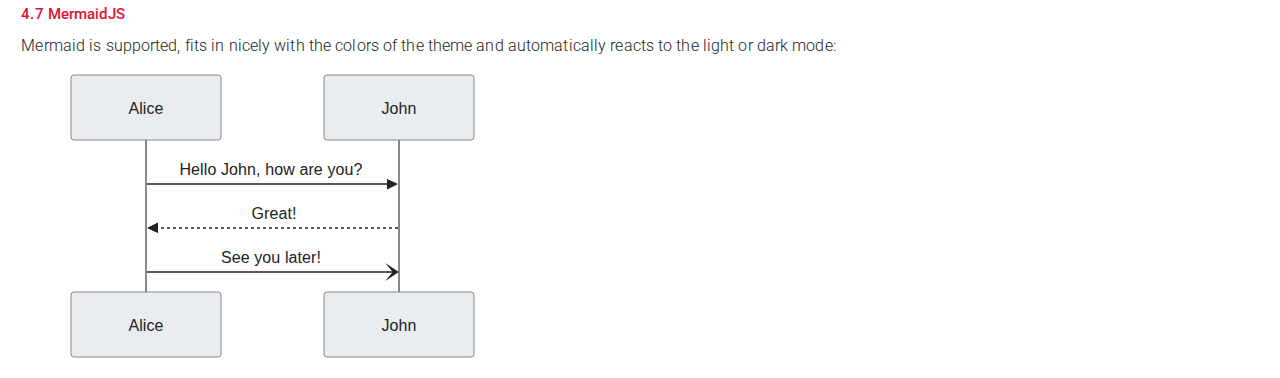 4.7 MermaidJS
Mermaid is supported, fits in nicely with the colors of the theme and automatically reacts to the light or dark mode:
Alice
John
Hello John, how are you?
Great!
See you later!
Alice
John